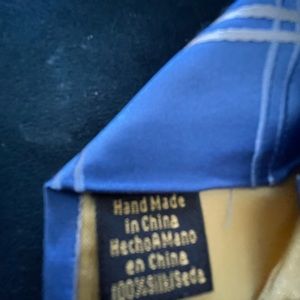 Hand Made
in China
HechoAMano
en China
100%Silk/Seda